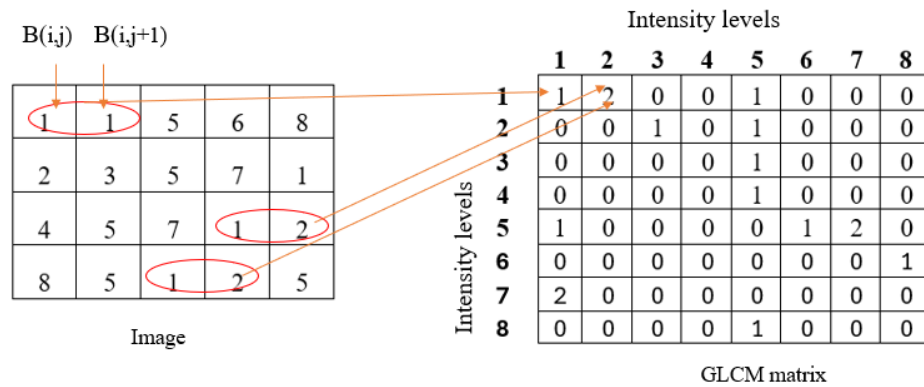 Intensity levels
B(i,j) B(i,j+1)
1 2 3 4 5 6 7 8
1 1 5 6 8
2 3 5 7 1
4 5 7 1 2
8 5 1 2 5
Image
Intensity levels
1 1 2 0 0 1 0 0 0
2 0 0 1 0 1 0 0 0
3 0 0 0 0 1 0 0 0
4 0 0 0 0 1 0 0 0
5 1 0 0 0 0 1 2 0
6 0 0 0 0 0 0 0 1
7 2 0 0 0 0 0 0 0
8 0 0 0 0 1 0 0 0
GLCM matrix